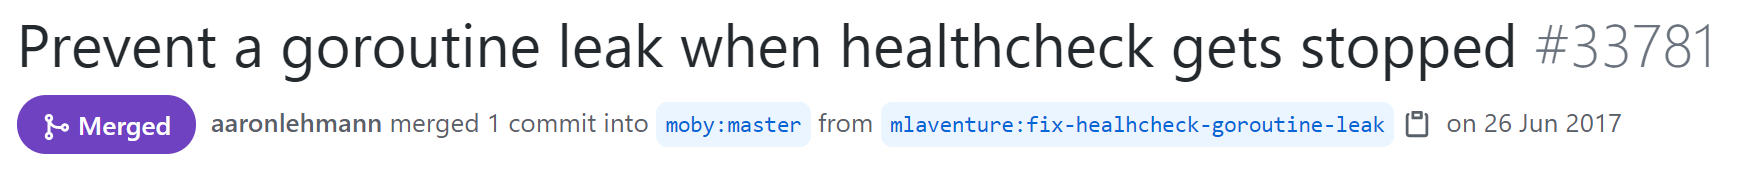 Prevent a goroutine leak when healthcheck gets stopped #33781
Merged aaronlehmann merged 1 commit into moby:master from mlaventure:fix-healhcheck-goroutine-leak on 26 Jun 2017